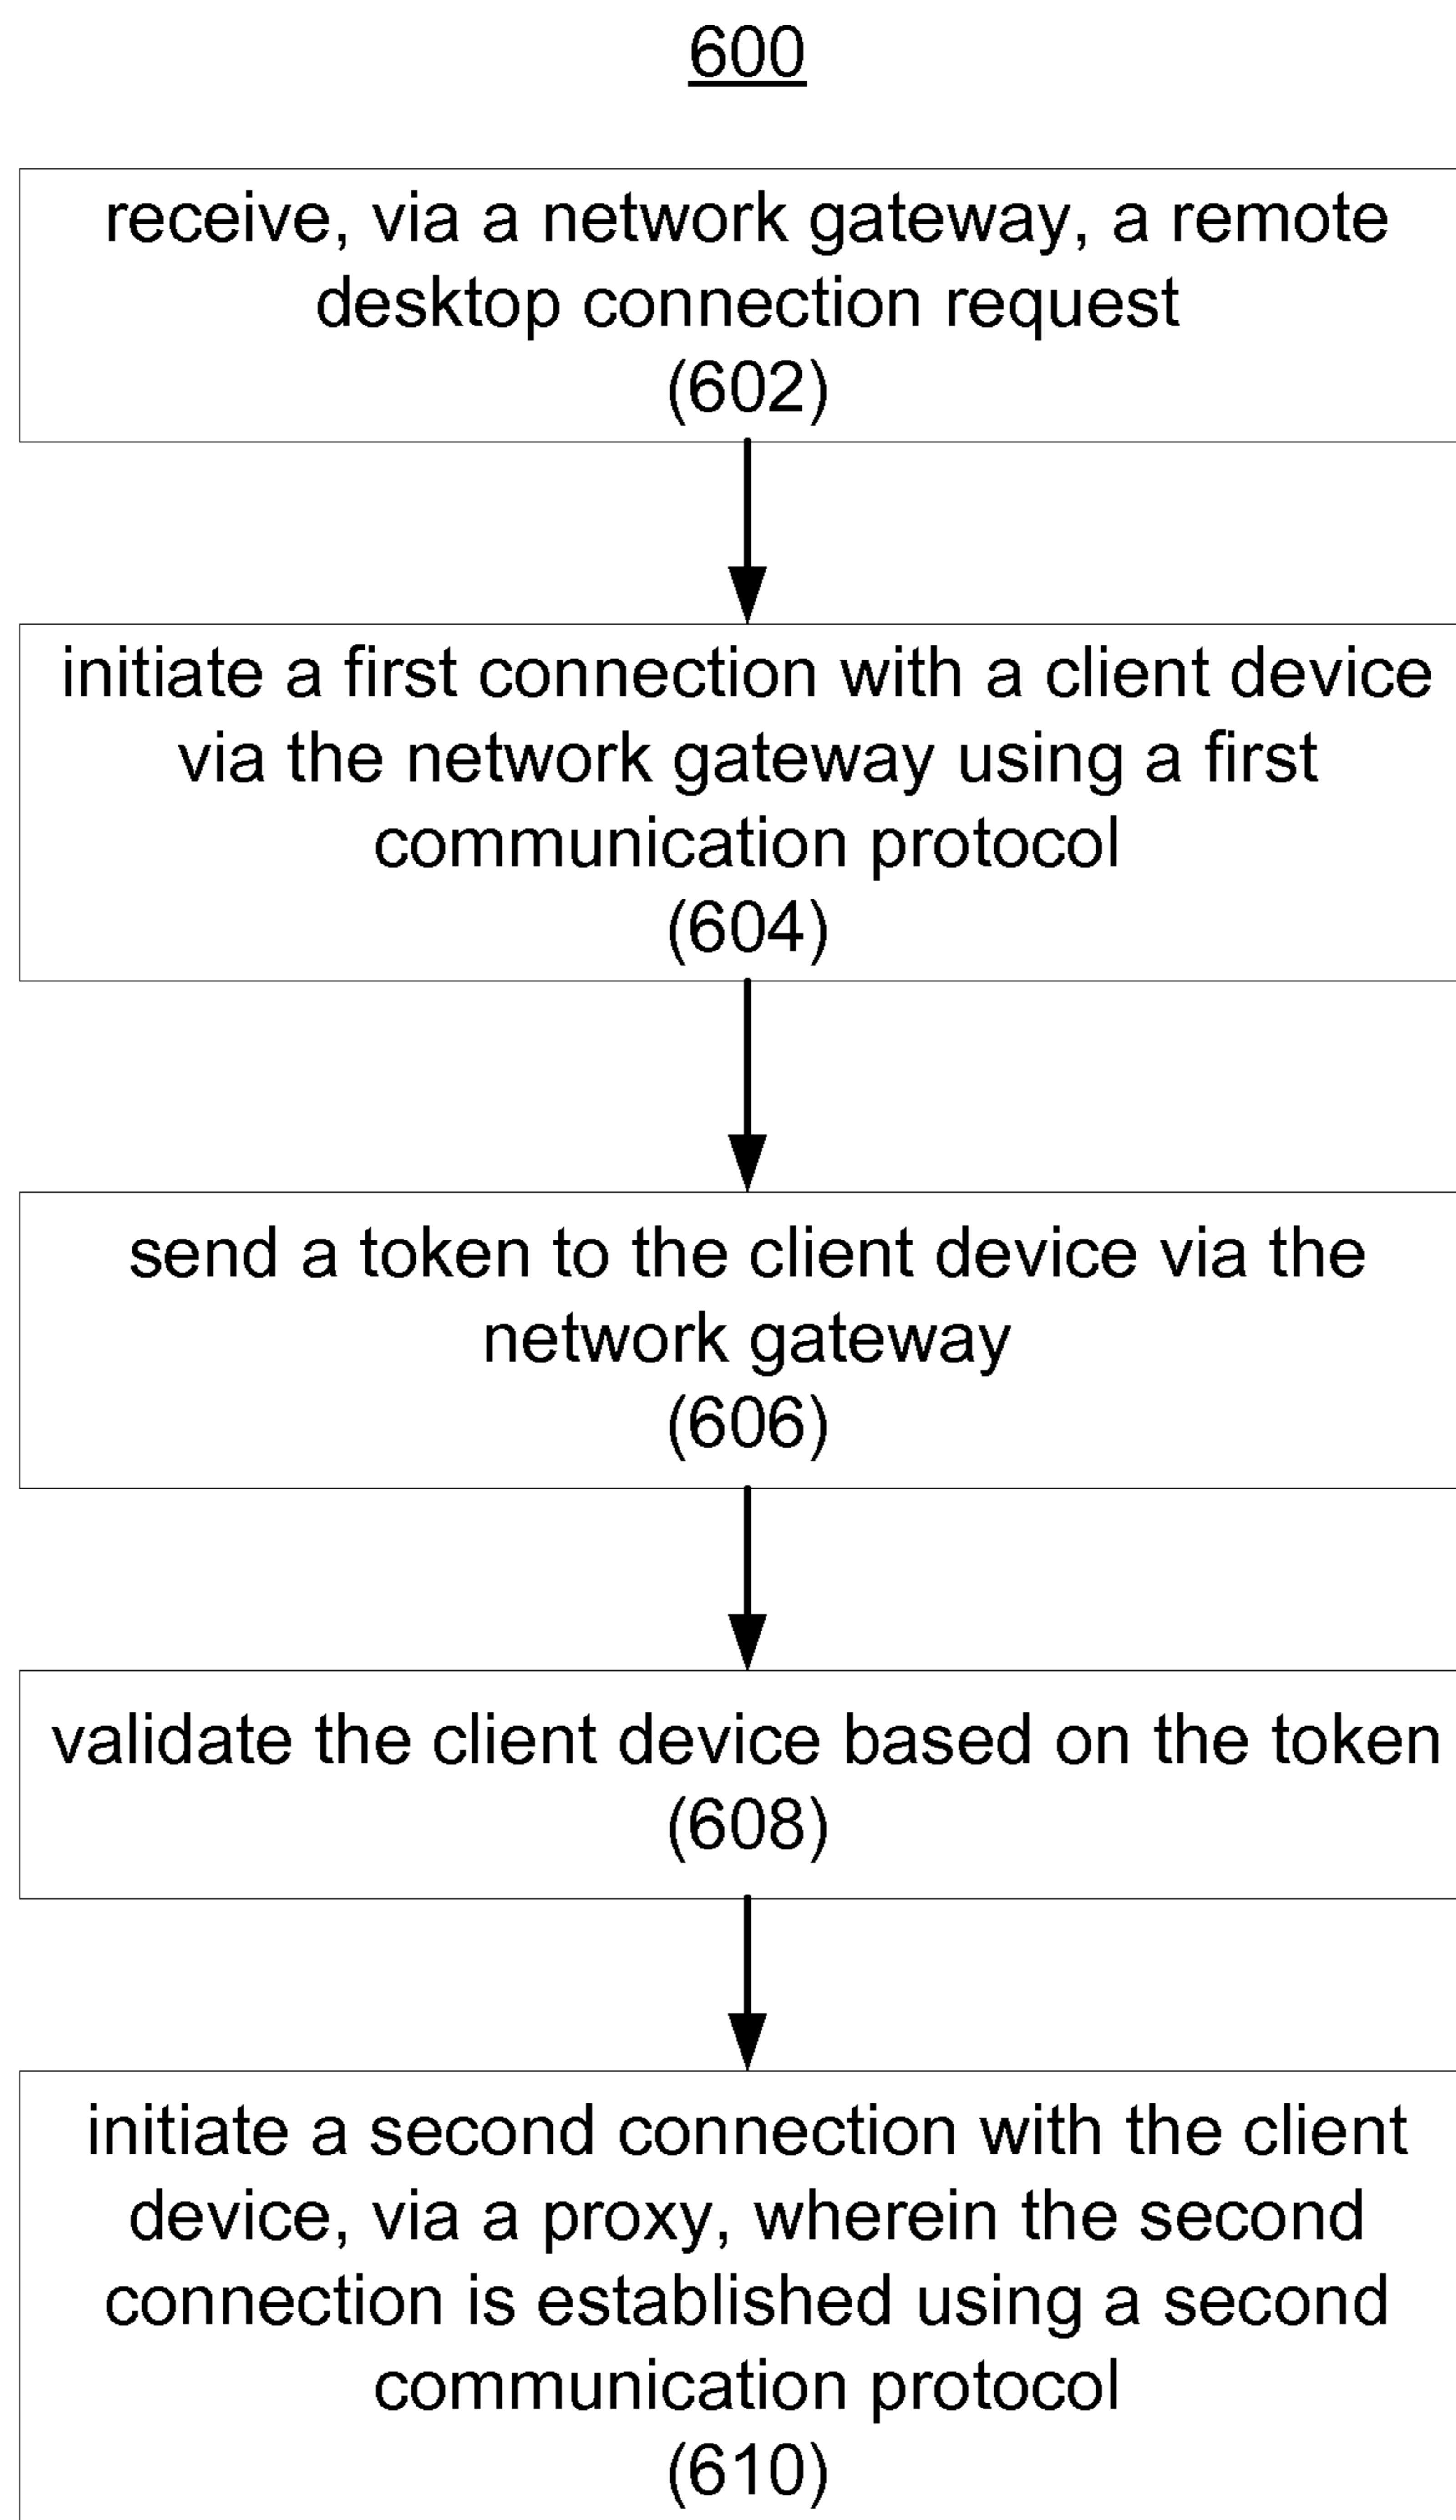 600
receive, via a network gateway, a remote
desktop connection request
(602)
initiate a first connection with a client device
via the network gateway using a first
communication protocol
(604)
send a token to the client device via the
network gateway
(606)
validate the client device based on the token
(608)
initiate a second connection with the client
device, via a proxy, wherein the second
connection is established using a second
communication protocol
(610)